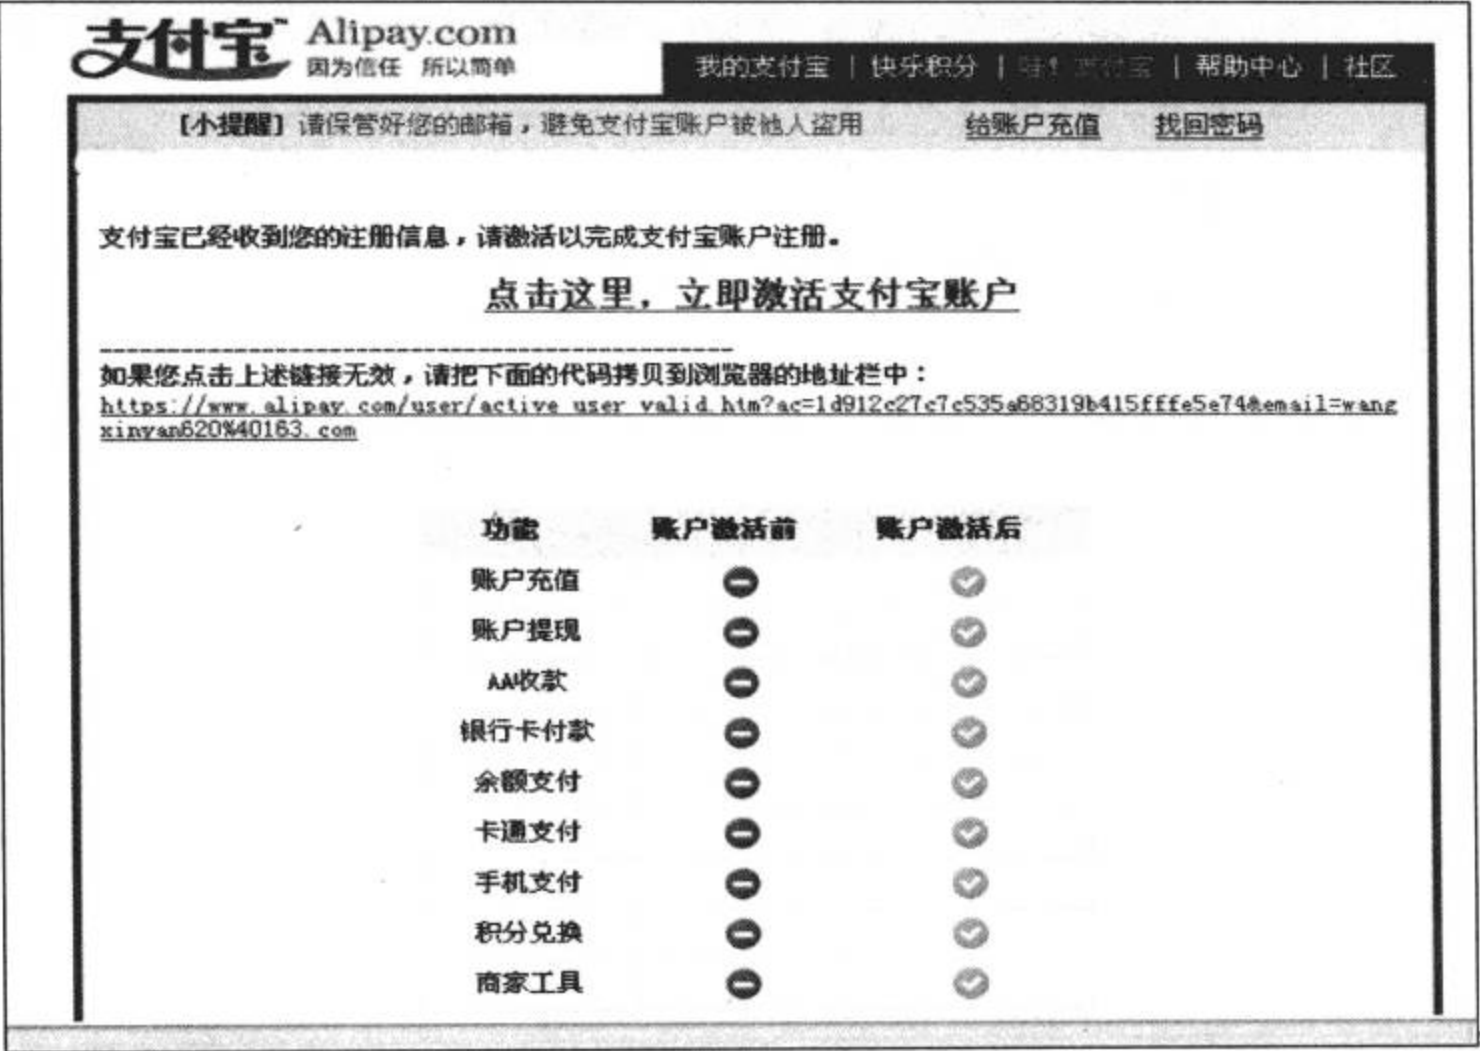 支付宝™ Alipay.com
因为信任 所以简单
我的支付宝 | 快乐积分 | 支付宝 | 帮助中心 | 社区
[小提醒] 请保管好您的邮箱，避免支付宝账户被他人盗用 给账户充值 找回密码
支付宝已经收到您的注册信息，请激活以完成支付宝账户注册。
点击这里，立即激活支付宝账户
------------------------------------------------
如果您点击上述链接无效，请把下面的代码拷贝到浏览器的地址栏中：
https://www.alipay.com/user/active_user_valid.htm?ac=1d912c27c7c535a68319b415fffe5e74&email=wang
xinyan620%40163.com
功能 账户激活前 账户激活后
账户充值
账户提现
AA收款
银行卡付款
余额支付
卡通支付
手机支付
积分兑换
商家工具